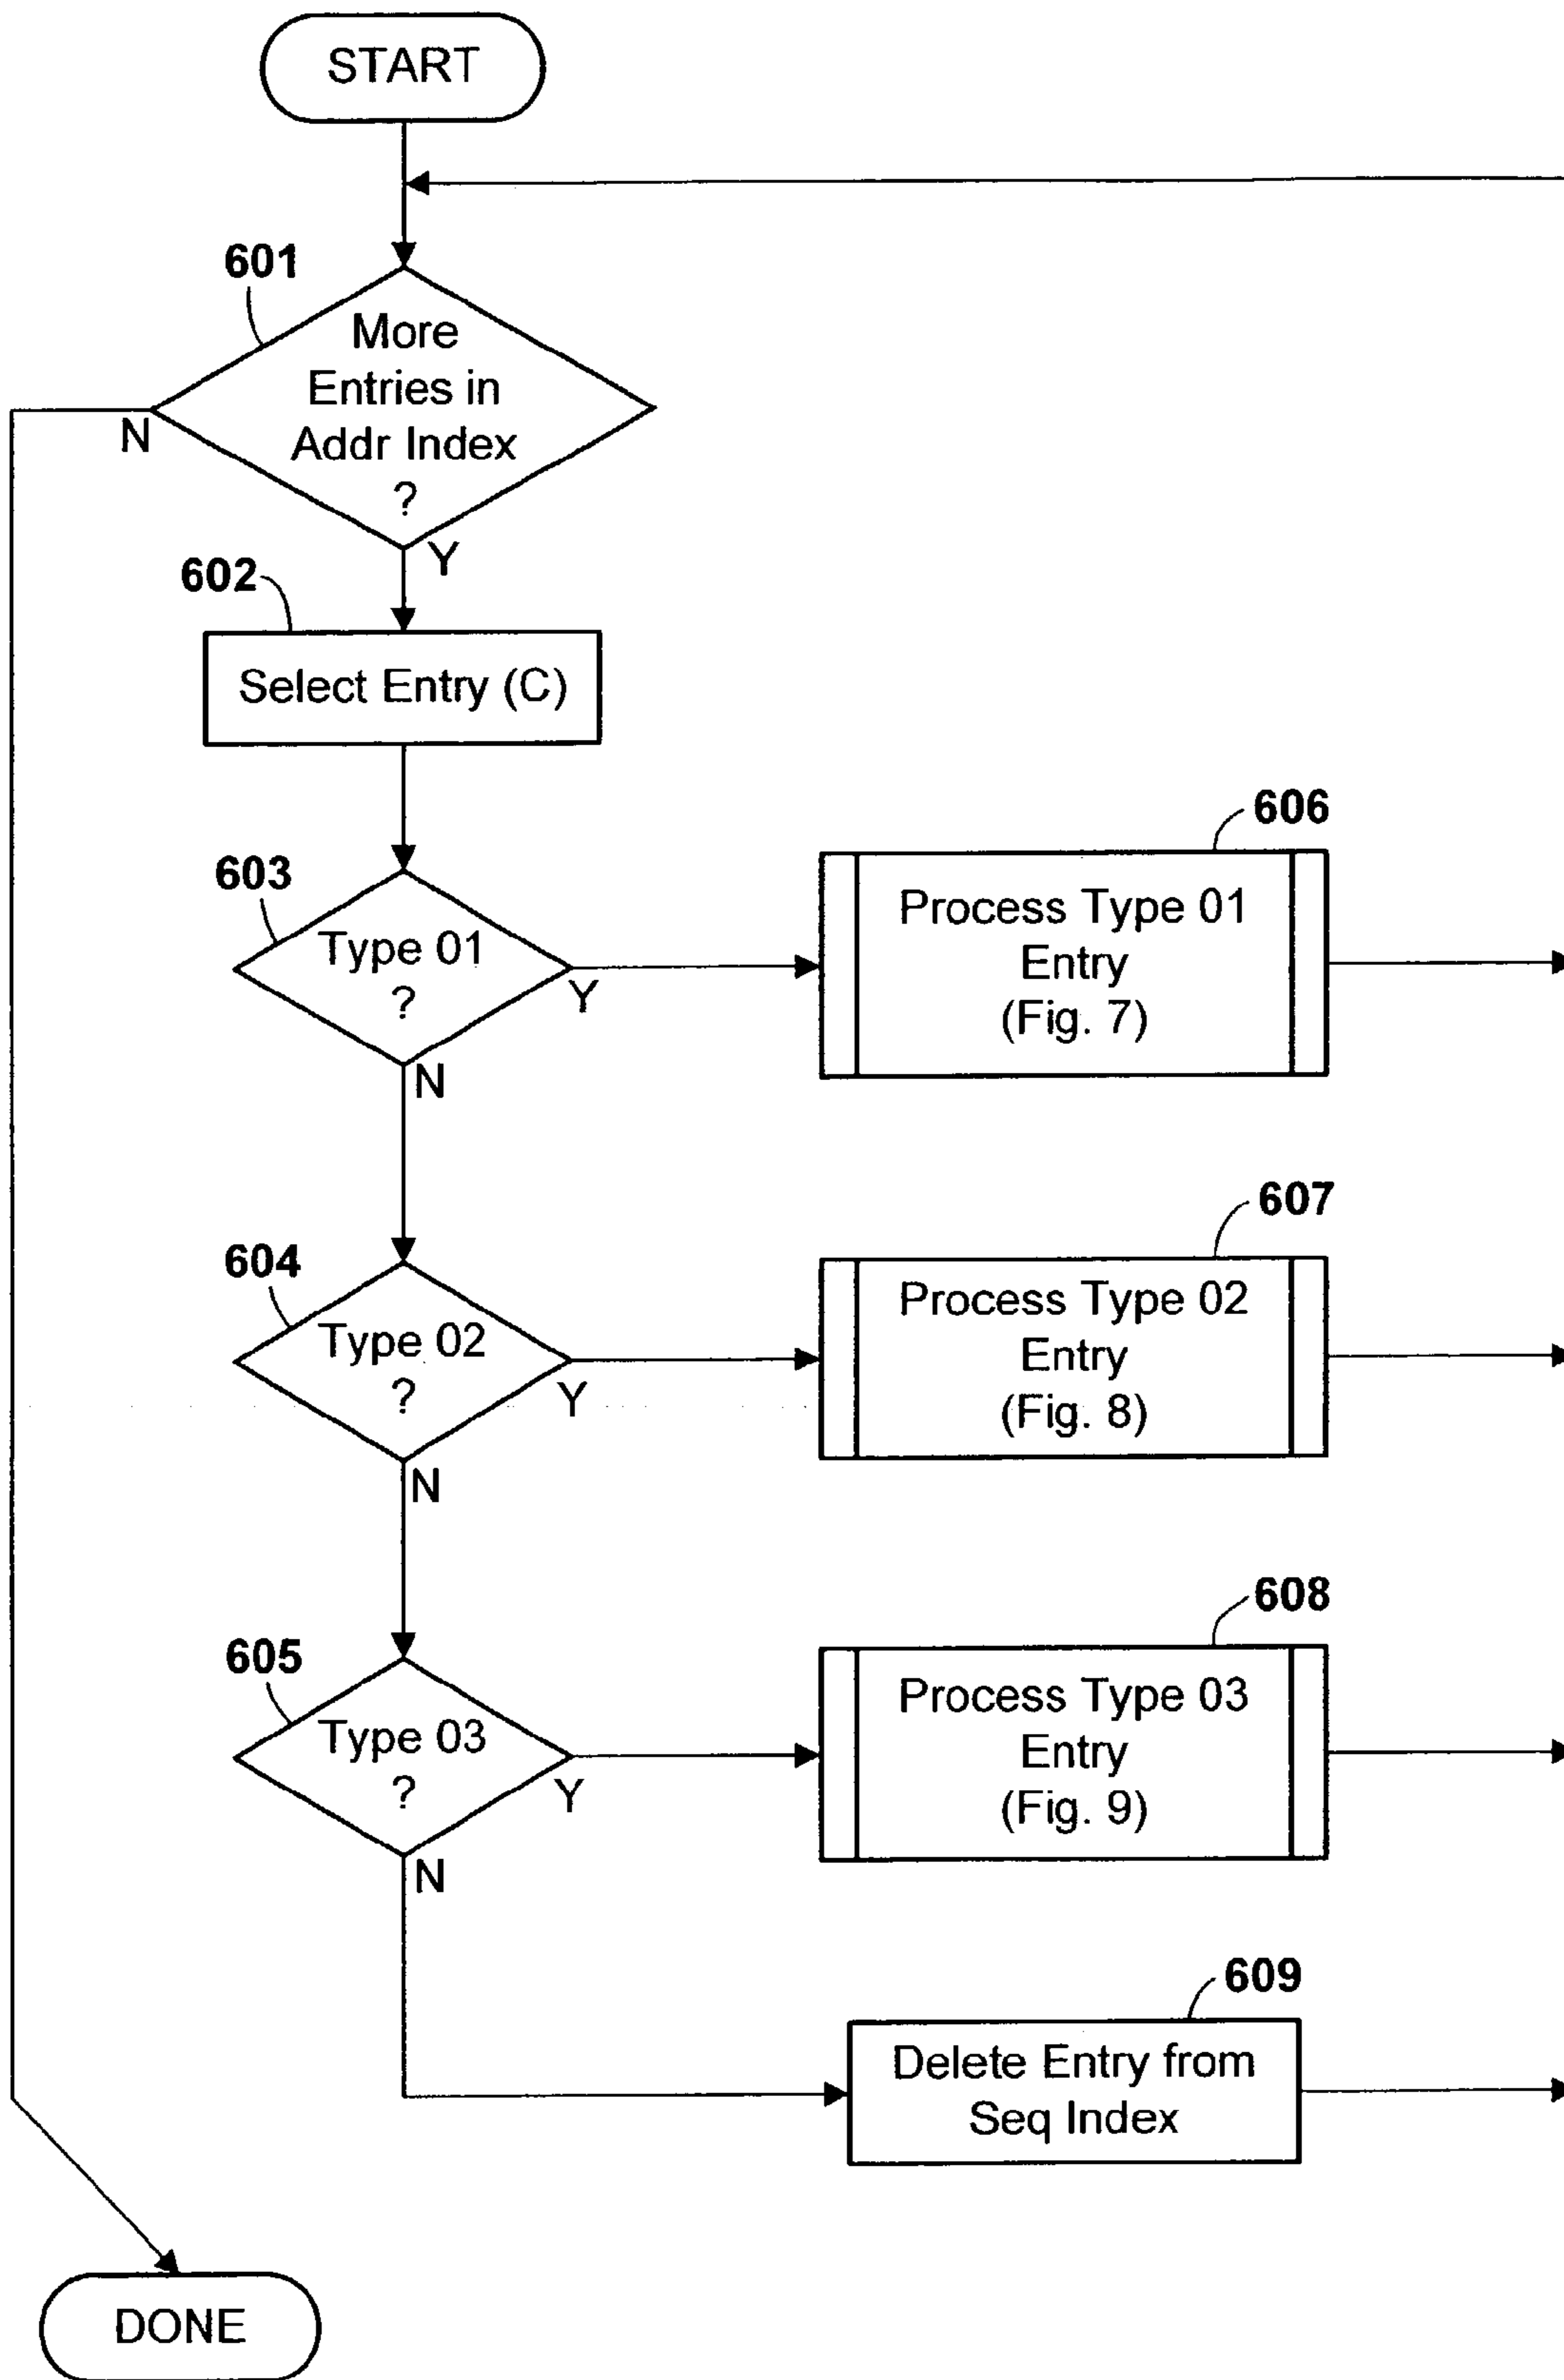 START
601
More
Entries in
Addr Index
?
N
Y
602
Select Entry (C)
603
Type 01
?
Y
N
606
Process Type 01
Entry
(Fig. 7)
604
Type 02
?
Y
N
607
Process Type 02
Entry
(Fig. 8)
605
Type 03
?
Y
N
608
Process Type 03
Entry
(Fig. 9)
609
Delete Entry from
Seq Index
DONE